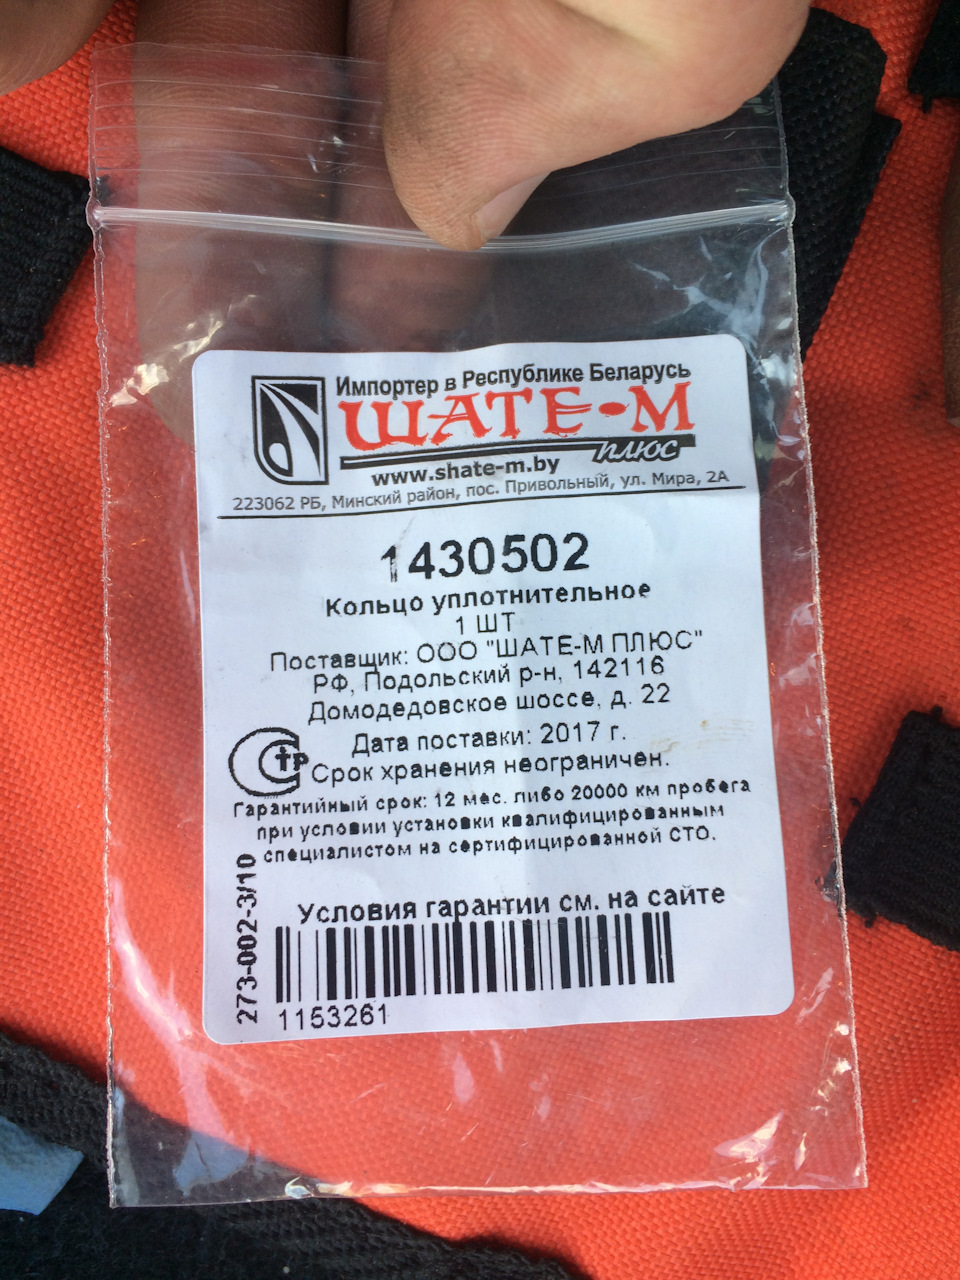 Импортер в Республике Беларусь
ШАТЕ-М
плюс
www.shate-m.by
223062 РБ, Минский район, пос. Привольный, ул. Мира, 2А
1430502
Кольцо уплотнительное
1 ШТ
Поставщик: ООО "ШАТЕ-М ПЛЮС"
РФ, Подольский р-н, 142116
Домодедовское шоссе, д. 22
Дата поставки: 2017 г.
Срок хранения неограничен.
Гарантийный срок: 12 мес. либо 20000 км пробега
при условии установки квалифицированным
специалистом на сертифицированной СТО.
Условия гарантии см. на сайте
273-002-3/10
1153261